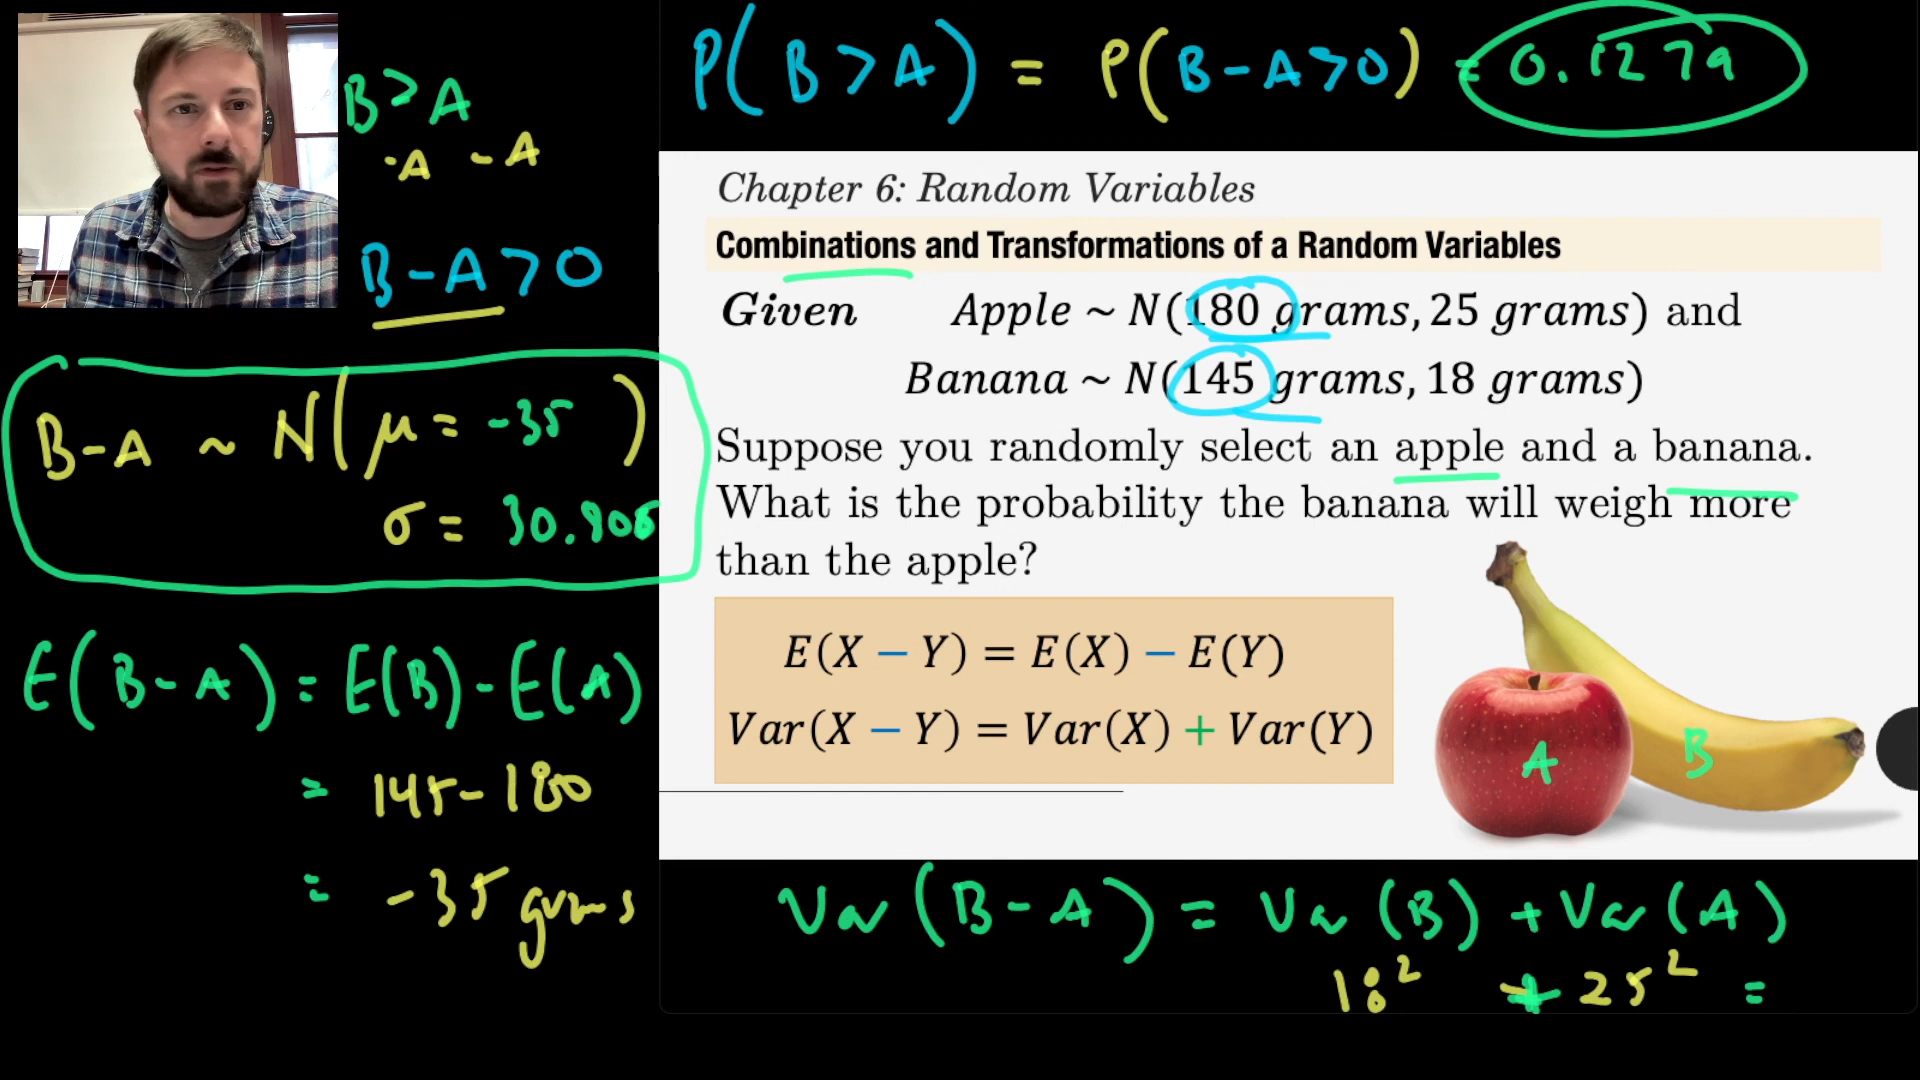 P(B>A) = P(B-A>0) = 0.1279
B>A
-A -A
B-A>0
B-A ~ N(μ = -35)
σ = 30.806
E(B-A) = E(B)-E(A)
= 145-180
= -35 grams
Chapter 6: Random Variables
Combinations and Transformations of a Random Variables
Given Apple ~ N(180 grams, 25 grams) and
Banana ~ N(145 grams, 18 grams)
Suppose you randomly select an apple and a banana.
What is the probability the banana will weigh more
than the apple?
E(X − Y) = E(X) − E(Y)
Var(X − Y) = Var(X) + Var(Y)
A
B
Var(B-A) = Var(B) + Var(A)
18² + 25² =